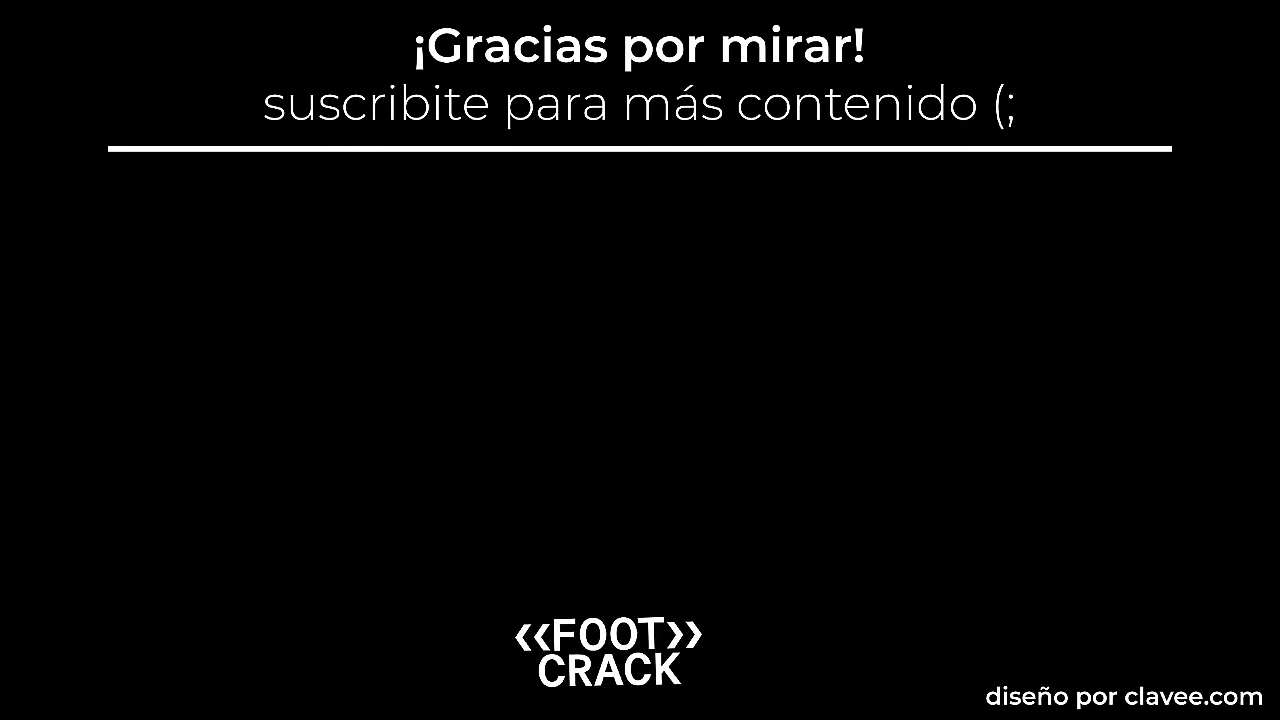 ¡Gracias por mirar!
suscribite para más contenido (;
‹‹FOOT››
CRACK
diseño por clavee.com